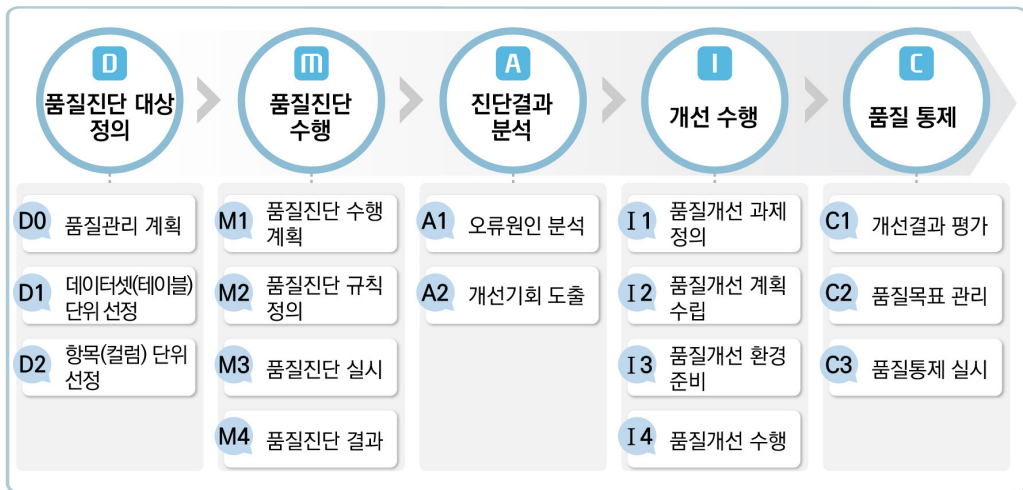 D
품질진단 대상
정의
m
품질진단
수행
A
진단결과
분석
I
개선 수행
C
품질 통제
D0 품질관리 계획
D1 데이터셋(테이블)
단위 선정
D2 항목(컬럼) 단위
선정
M1 품질진단 수행
계획
M2 품질진단 규칙
정의
M3 품질진단 실시
M4 품질진단 결과
A1 오류원인 분석
A2 개선기회 도출
I1 품질개선 과제
정의
I2 품질개선 계획
수립
I3 품질개선 환경
준비
I4 품질개선 수행
C1 개선결과 평가
C2 품질목표 관리
C3 품질통제 실시